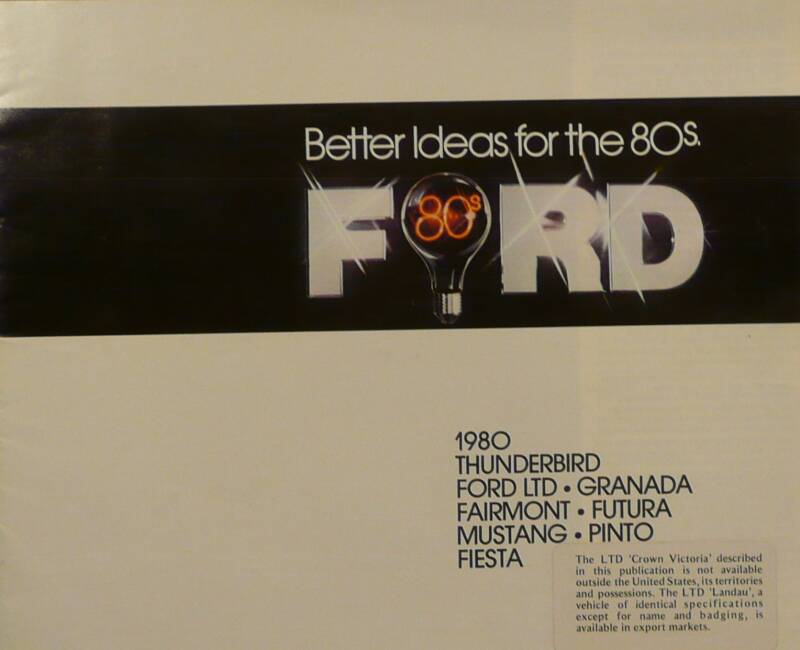 Better Ideas for the 80s.
F 80s RD
1980
THUNDERBIRD
FORD LTD • GRANADA
FAIRMONT • FUTURA
MUSTANG • PINTO
FIESTA
The LTD 'Crown Victoria' described
in this publication is not available
outside the United States, its territories
and possessions. The LTD 'Landau', a
vehicle of identical specifications
except for name and badging, is
available in export markets.